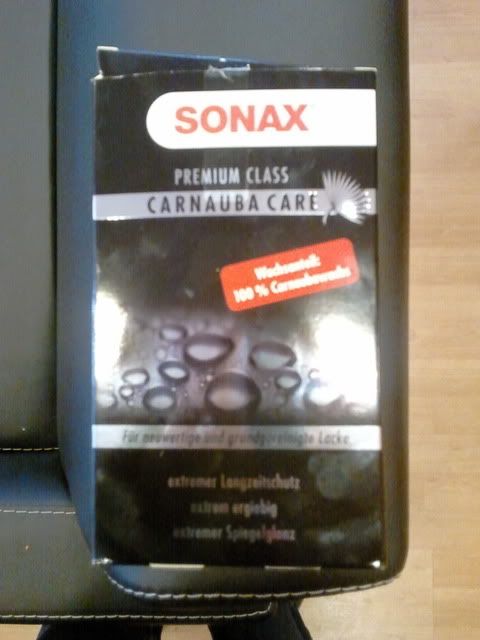 SONAX
PREMIUM CLASS
CARNAUBA CARE
Wachsanteil:
100 % Carnaubawachs
Für neuwertige und grundgereinigte Lacke
extremer Langzeitschutz
extrem ergiebig
extremer Spiegelglanz